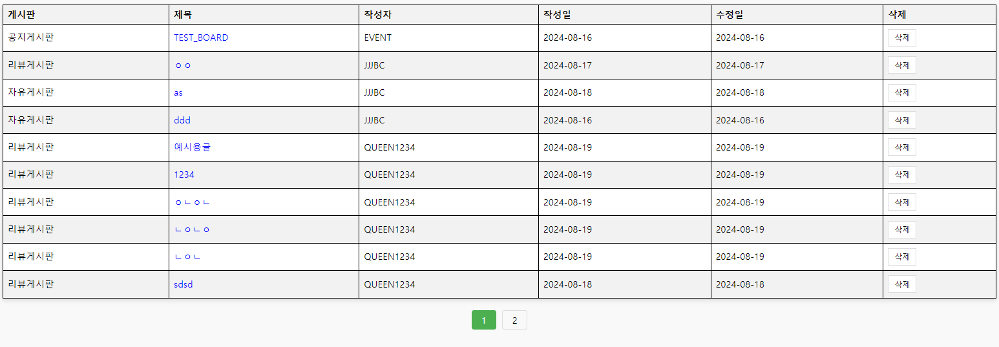 게시판 제목 작성자 작성일 수정일 삭제
공지게시판 TEST_BOARD EVENT 2024-08-16 2024-08-16 삭제
리뷰게시판 ㅇㅇ JJJBC 2024-08-17 2024-08-17 삭제
자유게시판 as JJJBC 2024-08-18 2024-08-18 삭제
자유게시판 ddd JJJBC 2024-08-16 2024-08-16 삭제
리뷰게시판 예시용글 QUEEN1234 2024-08-19 2024-08-19 삭제
리뷰게시판 1234 QUEEN1234 2024-08-19 2024-08-19 삭제
리뷰게시판 ㅇㄴㅇㄴ QUEEN1234 2024-08-19 2024-08-19 삭제
리뷰게시판 ㄴㅇㄴㅇ QUEEN1234 2024-08-19 2024-08-19 삭제
리뷰게시판 ㄴㅇㄴ QUEEN1234 2024-08-19 2024-08-19 삭제
리뷰게시판 sdsd QUEEN1234 2024-08-18 2024-08-18 삭제
1 2